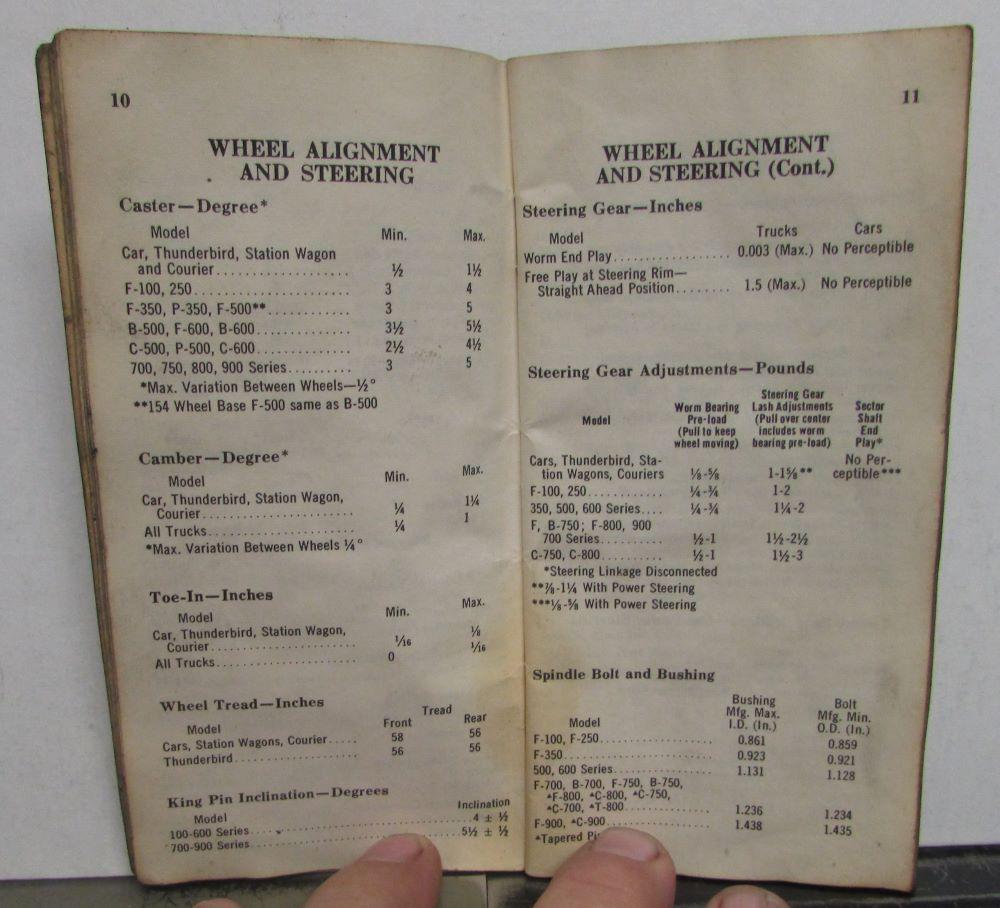 10
WHEEL ALIGNMENT
AND STEERING
Caster—Degree*
Model Min. Max.
Car, Thunderbird, Station Wagon
and Courier................... ½ 1½
F-100, 250...................... 3 4
F-350, P-350, F-500**............ 3 5
B-500, F-600, B-600............. 3½ 5½
C-500, P-500, C-600............. 2½ 4½
700, 750, 800, 900 Series......... 3 5
*Max. Variation Between Wheels—½°
**154 Wheel Base F-500 same as B-500
Camber—Degree*
Model Min. Max.
Car, Thunderbird, Station Wagon,
Courier..................... ¼ 1¼
All Trucks..................... ¼ 1
*Max. Variation Between Wheels ¼°
Toe-In—Inches
Model Min. Max.
Car, Thunderbird, Station Wagon,
Courier.................... 1/16 ⅛
All Trucks.................... 0 1/16
Wheel Tread—Inches
Tread
Model Front Rear
Cars, Station Wagons, Courier..... 58 56
Thunderbird................. 56 56
King Pin Inclination—Degrees
Model Inclination
100-600 Series.............................. 4 ± ½
700-900 Series.............................. 5½ ± ½
11
WHEEL ALIGNMENT
AND STEERING (Cont.)
Steering Gear—Inches
Model Trucks Cars
Worm End Play................. 0.003 (Max.) No Perceptible
Free Play at Steering Rim—
Straight Ahead Position........ 1.5 (Max.) No Perceptible
Steering Gear Adjustments—Pounds
Steering Gear
Worm Bearing Lash Adjustments Sector
Model Pre-load (Pull over center Shaft
(Pull to keep includes worm End
wheel moving) bearing pre-load) Play*
Cars, Thunderbird, Sta- No Per-
tion Wagons, Couriers ⅛-⅝ 1-1⅝** ceptible***
F-100, 250........... ¼-¾ 1-2
350, 500, 600 Series.... ¼-¾ 1¼-2
F, B-750; F-800, 900
700 Series......... ½-1 1½-2½
C-750, C-800......... ½-1 1½-3
*Steering Linkage Disconnected
**⅞-1¼ With Power Steering
***⅛-⅝ With Power Steering
Spindle Bolt and Bushing
Bushing Bolt
Mfg. Max. Mfg. Min.
Model I.D. (In.) O.D. (In.)
F-100, F-250................... 0.861 0.859
F-350......................... 0.923 0.921
500, 600 Series................. 1.131 1.128
F-700, B-700, F-750, B-750,
*F-800, *C-800, *C-750,
*C-700, *T-800............... 1.236 1.234
F-900, *C-900.................. 1.438 1.435
*Tapered